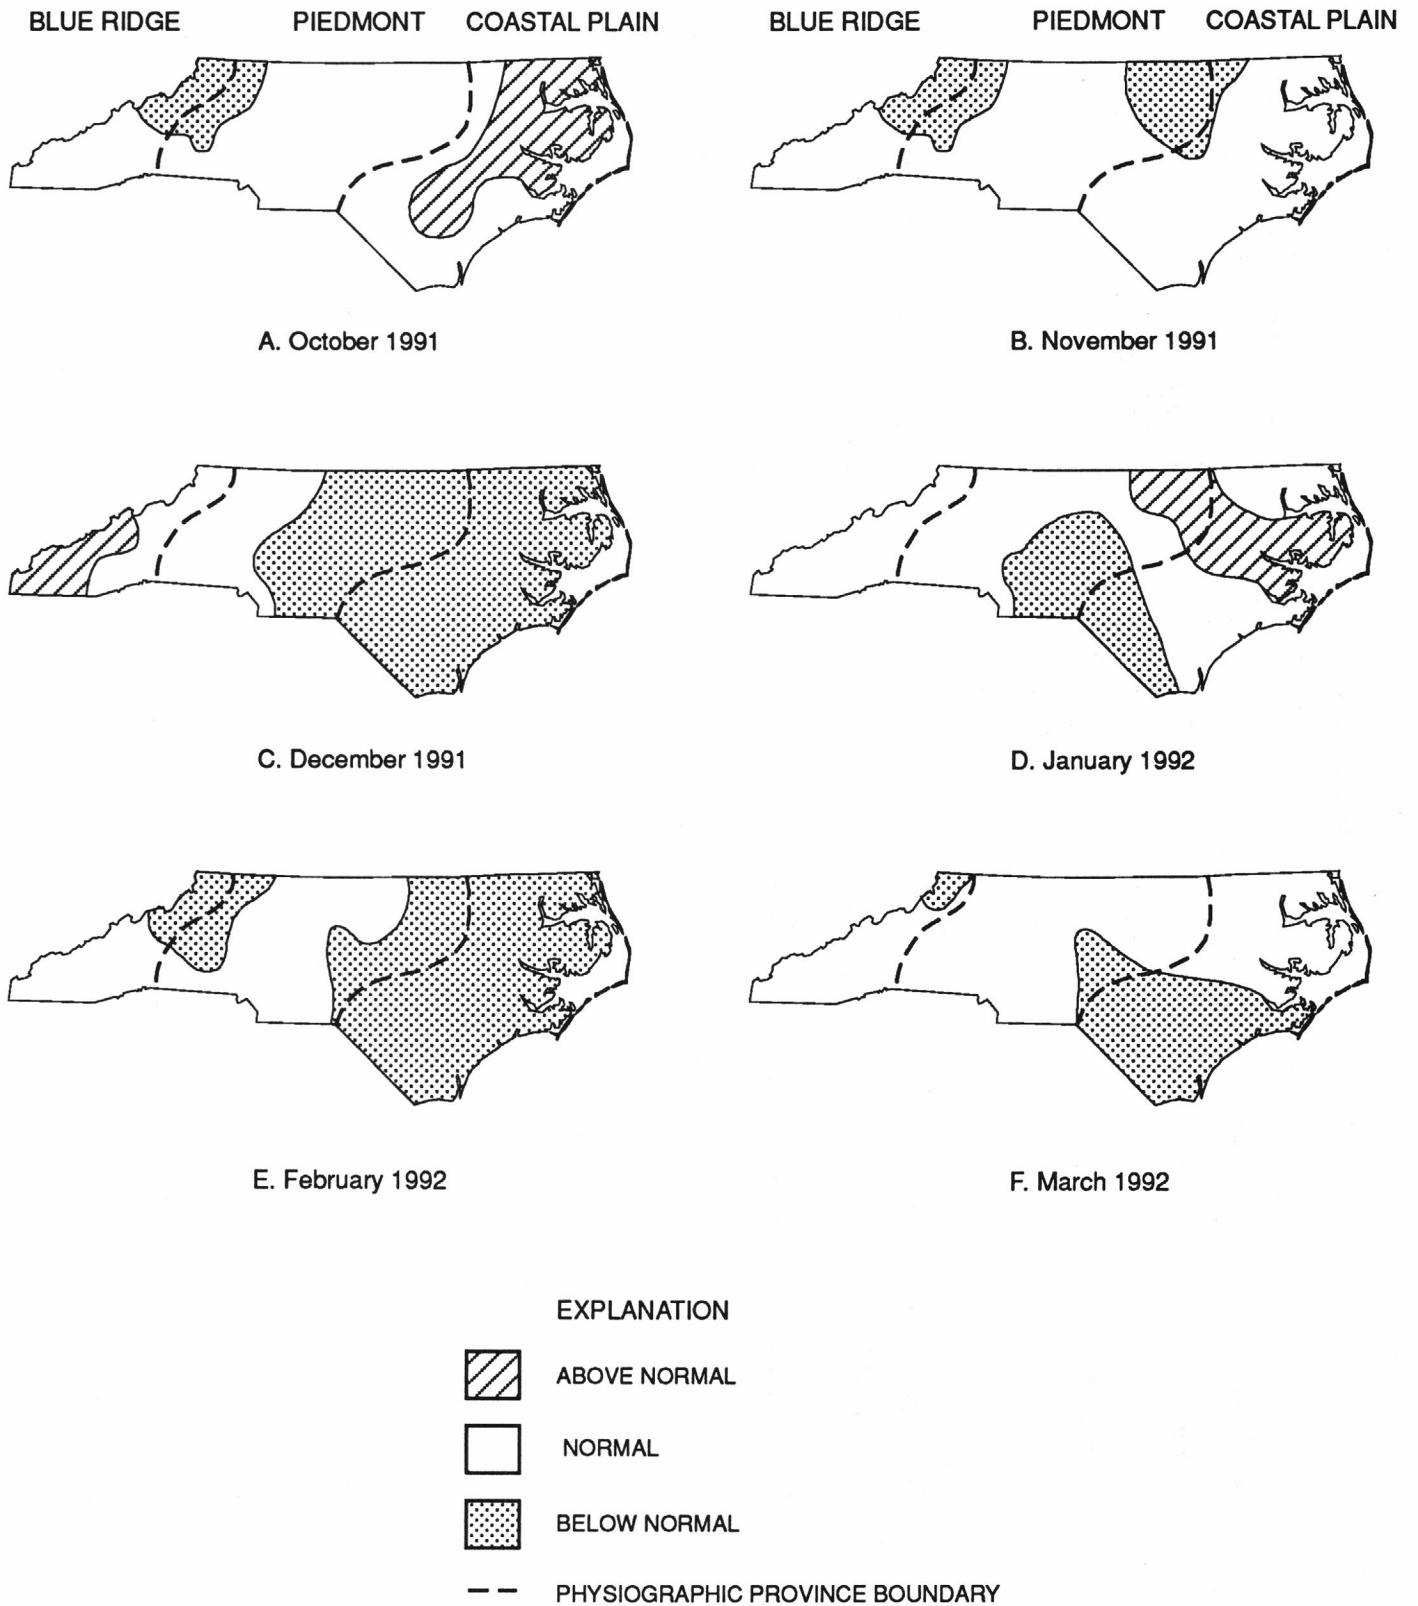 BLUE RIDGE PIEDMONT COASTAL PLAIN BLUE RIDGE PIEDMONT COASTAL PLAIN
A. October 1991 B. November 1991
C. December 1991 D. January 1992
E. February 1992 F. March 1992
EXPLANATION
ABOVE NORMAL
NORMAL
BELOW NORMAL
PHYSIOGRAPHIC PROVINCE BOUNDARY